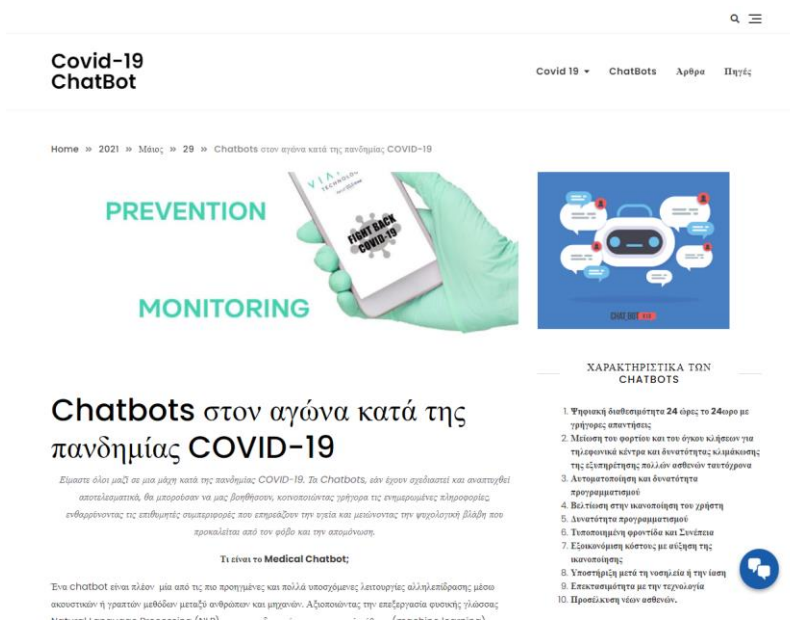 Covid-19
ChatBot
Covid 19 ChatBots Άρθρα Πηγές
Home » 2021 » Μάιος » 29 » Chatbots στον αγώνα κατά της πανδημίας COVID-19
PREVENTION
MONITORING
FIGHT BACK
COVID-19
Chatbots στον αγώνα κατά της
πανδημίας COVID-19
Είμαστε όλοι μαζί σε μια μάχη κατά της πανδημίας COVID-19. Τα Chatbots, εάν έχουν σχεδιαστεί και αναπτυχθεί
αποτελεσματικά, θα μπορούσαν να μας βοηθήσουν, κοινοποιώντας γρήγορα τις ενημερωμένες πληροφορίες,
ενθαρρύνοντας τις επιθυμητές συμπεριφορές που επηρεάζουν την υγεία και μειώνοντας την ψυχολογική βλάβη που
προκαλείται από τον φόβο και την απομόνωση.
Τι είναι το Medical Chatbot;
Ένα chatbot είναι πλέον μία από τις πιο προηγμένες και πολλά υποσχόμενες λειτουργίες αλληλεπίδρασης μέσω
ακουστικών ή γραπτών μεθόδων μεταξύ ανθρώπων και μηχανών. Αξιοποιώντας την επεξεργασία φυσικής γλώσσας
CHAT_BOT
ΧΑΡΑΚΤΗΡΙΣΤΙΚΑ ΤΩΝ
CHATBOTS
1. Ψηφιακή διαθεσιμότητα 24 ώρες το 24ωρο με
γρήγορες απαντήσεις
2. Μείωση του φορτίου και του όγκου κλήσεων για
τηλεφωνικά κέντρα και δυνατότητας κλιμάκωσης
της εξυπηρέτησης πολλών ασθενών ταυτόχρονα
3. Αυτοματοποίηση και δυνατότητα
προγραμματισμού
4. Βελτίωση στην ικανοποίηση του χρήστη
5. Δυνατότητα προγραμματισμού
6. Τυποποιημένη φροντίδα και Συνέπεια
7. Εξοικονόμιση κόστους με αύξηση της
ικανοποίησης
8. Υποστήριξη μετά τη νοσηλεία ή την ίαση
9. Επεκτασιμότητα με την τεχνολογία
10. Προσέλκυση νέων ασθενών.